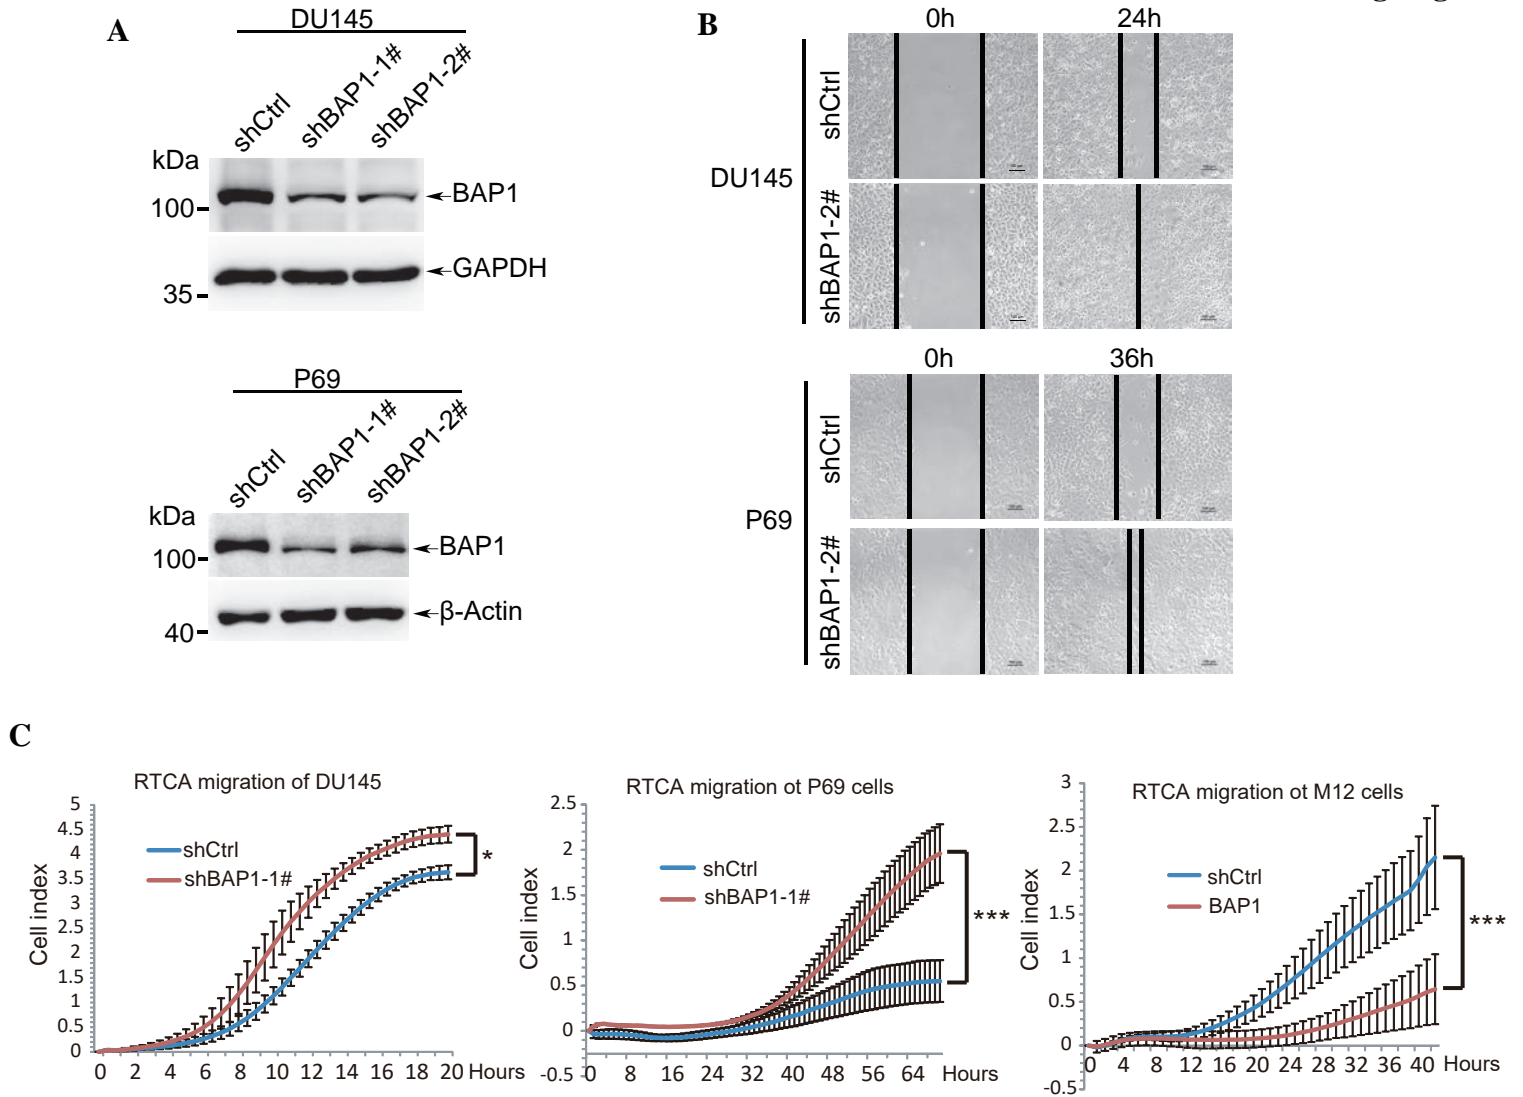 A
DU145
shCtrl
shBAP1-1#
shBAP1-2#
kDa
100
BAP1
GAPDH
35
P69
shCtrl
shBAP1-1#
shBAP1-2#
kDa
100
BAP1
β-Actin
40
B
0h 24h
DU145
shCtrl
shBAP1-2#
0h 36h
P69
shCtrl
shBAP1-2#
C
RTCA migration of DU145
Cell index
5
4.5
4
3.5
3
2.5
2
1.5
1
0.5
0
shCtrl
shBAP1-1#
*
0 2 4 6 8 10 12 14 16 18 20 Hours
RTCA migration ot P69 cells
Cell index
2.5
2
1.5
1
0.5
0
-0.5
shCtrl
shBAP1-1#
***
0 8 16 24 32 40 48 56 64 Hours
RTCA migration ot M12 cells
Cell index
3
2.5
2
1.5
1
0.5
0
-0.5
shCtrl
BAP1
***
0 4 8 12 16 20 24 28 32 36 40 Hours